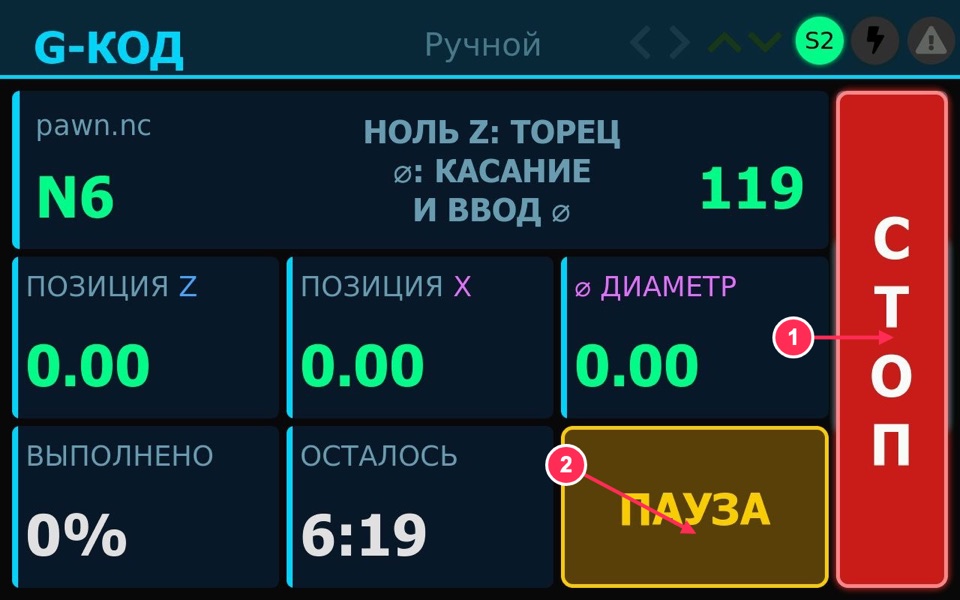 G-КОД
Ручной
S2
pawn.nc
N6
НОЛЬ Z: ТОРЕЦ
⌀: КАСАНИЕ
И ВВОД ⌀
119
СТОП
ПОЗИЦИЯ Z
0.00
ПОЗИЦИЯ X
0.00
⌀ ДИАМЕТР
0.00
1
ВЫПОЛНЕНО
0%
ОСТАЛОСЬ
6:19
2
ПАУЗА